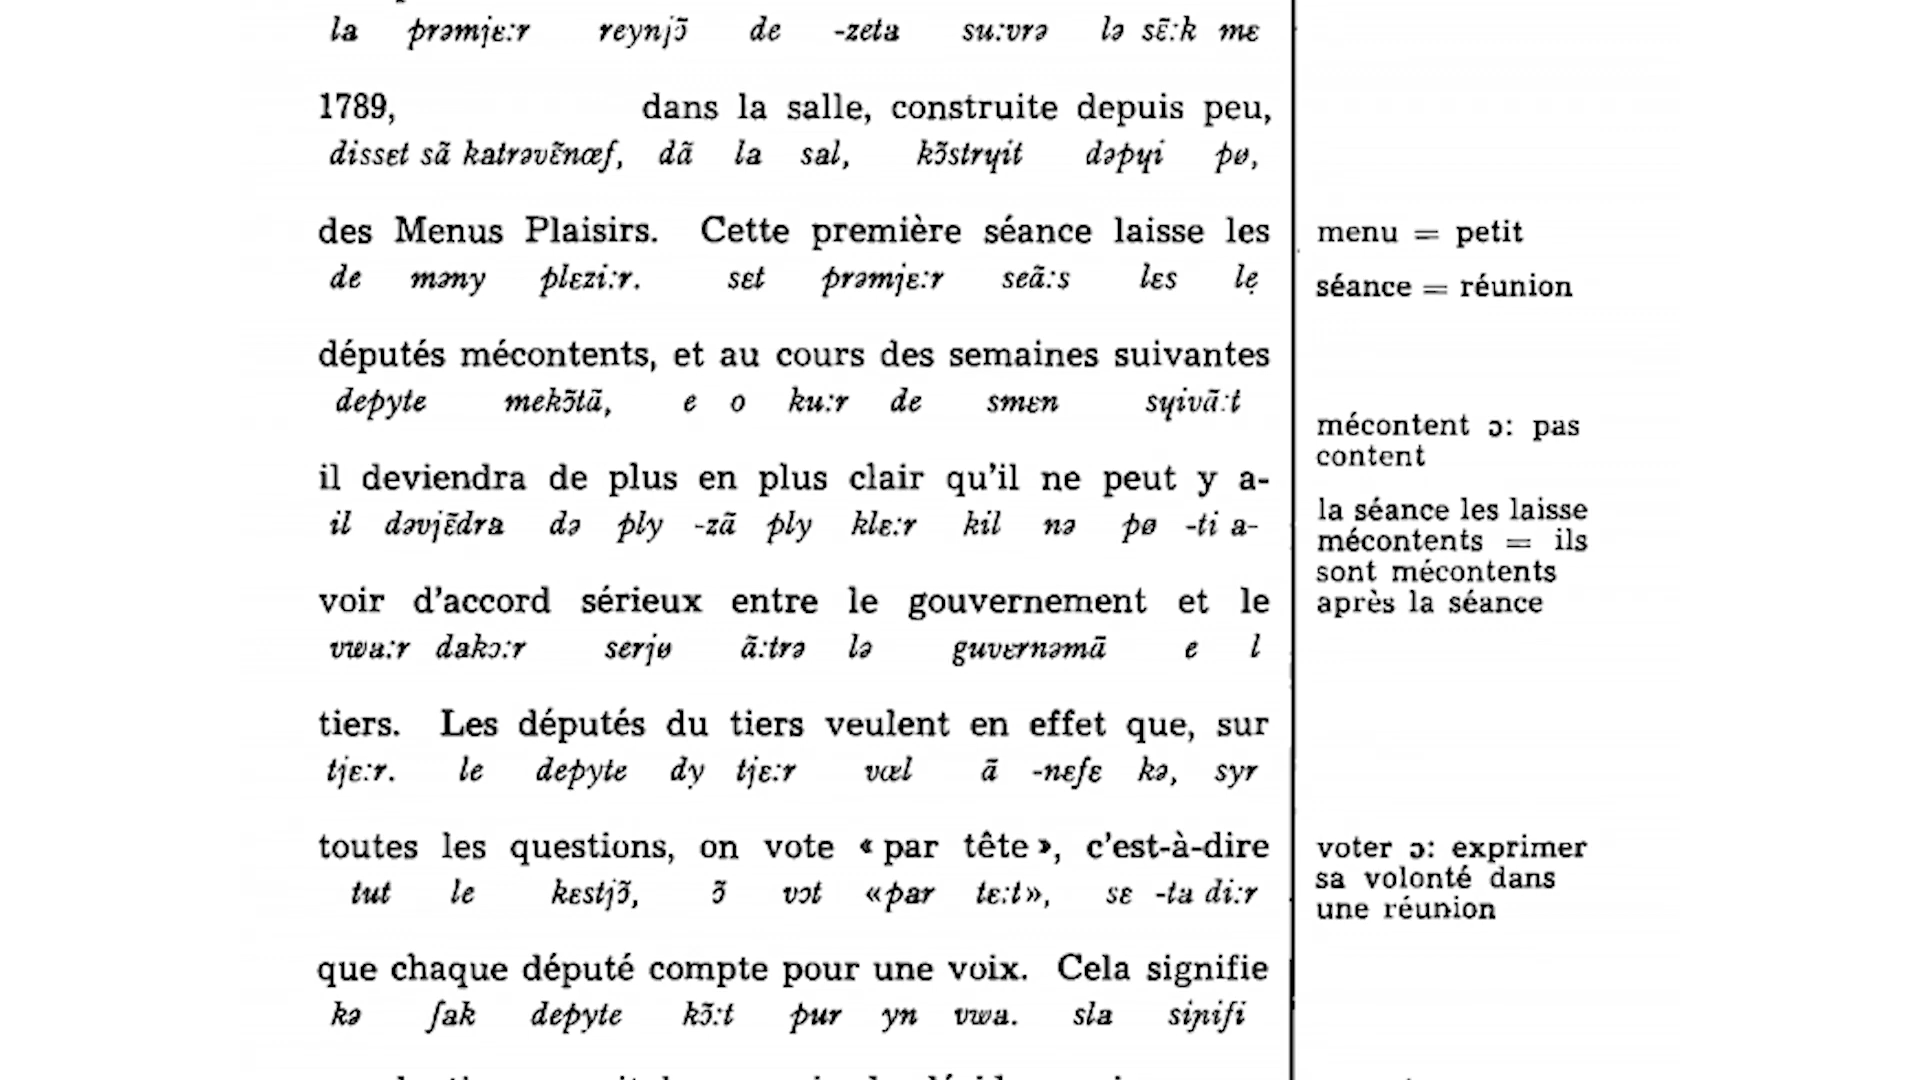 la prəmjɛ:r reynjɔ̃ de -zeta su:vrə lə sɛ̃:k mɛ
1789, dans la salle, construite depuis peu,
dissɛt sɑ̃ katrəvɛ̃nœf, dɑ̃ la sal, kɔ̃strɥit dəpɥi pø,
des Menus Plaisirs. Cette première séance laisse les
de məny plɛzi:r. sɛt prəmjɛ:r seɑ̃:s lɛs lẹ
députés mécontents, et au cours des semaines suivantes
depyte mekɔ̃tɑ̃, e o ku:r de smɛn sɥivɑ̃:t
il deviendra de plus en plus clair qu'il ne peut y a-
il dəvjɛ̃dra də ply -zɑ̃ ply klɛ:r kil nə pø -ti a-
voir d'accord sérieux entre le gouvernement et le
vwa:r dakɔ:r serjø ɑ̃:trə lə guvɛrnəmɑ̃ e l
tiers. Les députés du tiers veulent en effet que, sur
tjɛ:r. le depyte dy tjɛ:r vœl ɑ̃ -nɛfɛ kə, syr
toutes les questions, on vote « par tête », c'est-à-dire
tut le kɛstjɔ̃, ɔ̃ vɔt «par tɛ:t», sɛ -ta di:r
que chaque député compte pour une voix. Cela signifie
kə ʃak depyte kɔ̃:t pur yn vwa. sla siɲifi
menu = petit
séance = réunion
mécontent ɔ: pas
content
la séance les laisse
mécontents = ils
sont mécontents
après la séance
voter ɔ: exprimer
sa volonté dans
une réunion